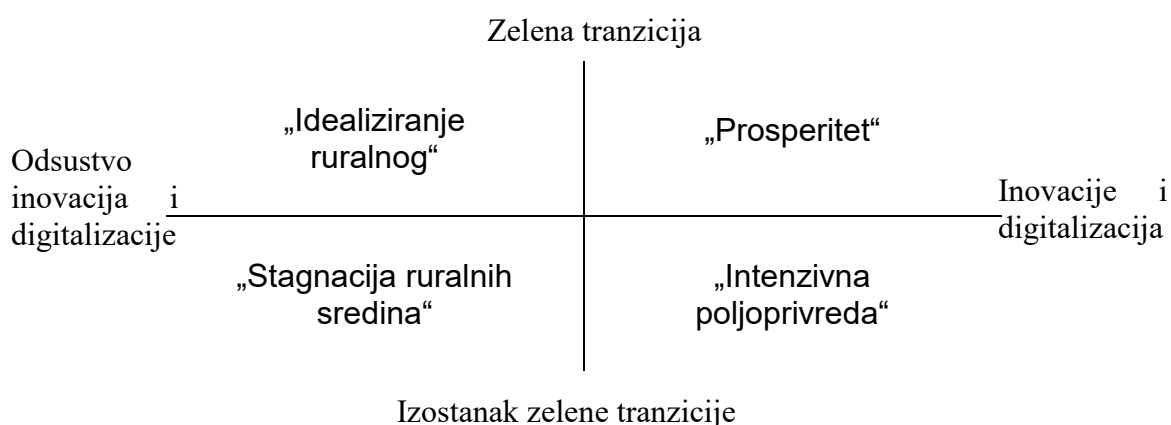 Zelena tranzicija
„Idealiziranje
ruralnog“
„Prosperitet“
Odsustvo
inovacija i
digitalizacije
Inovacije i
digitalizacija
„Stagnacija ruralnih
sredina“
„Intenzivna
poljoprivreda“
Izostanak zelene tranzicije